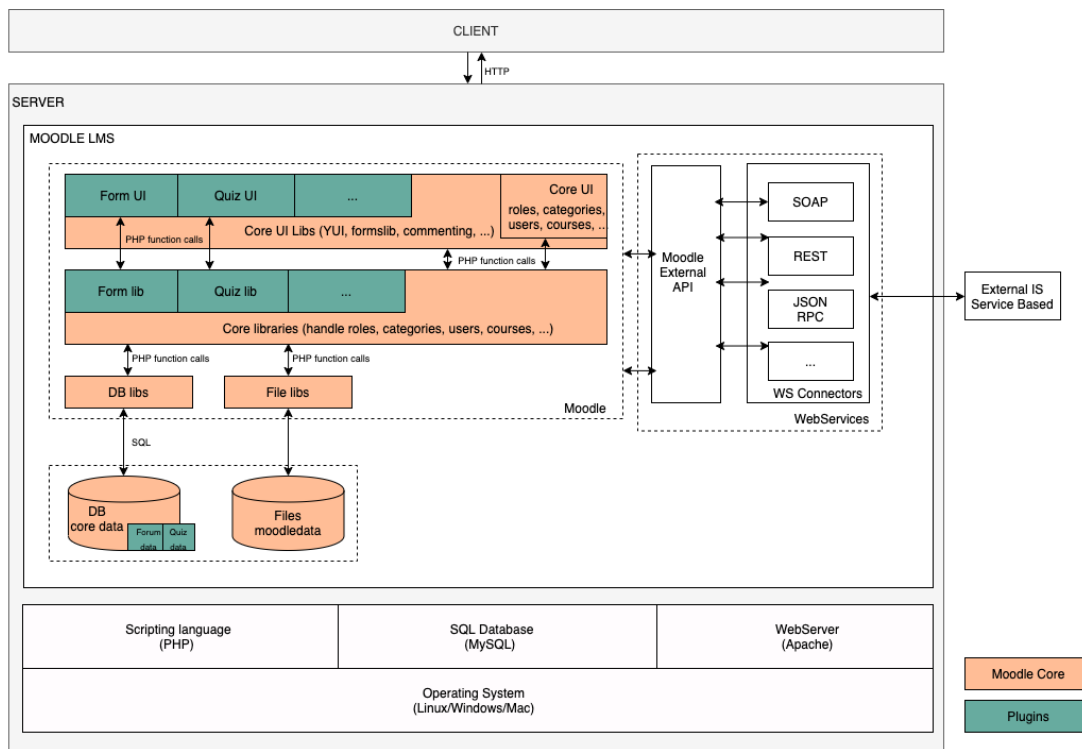 CLIENT
HTTP
SERVER
MOODLE LMS
Form UI
Quiz UI
...
Core UI
roles, categories,
users, courses, ...
Core UI Libs (YUI, formslib, commenting, ...)
PHP function calls
PHP function calls
Form lib
Quiz lib
...
Core libraries (handle roles, categories, users, courses, ...)
PHP function calls
PHP function calls
DB libs
File libs
Moodle
SQL
DB
core data
Forum
data
Quiz
data
Files
moodledata
Moodle
External
API
SOAP
REST
JSON
RPC
...
WS Connectors
WebServices
External IS
Service Based
Scripting language
(PHP)
SQL Database
(MySQL)
WebServer
(Apache)
Operating System
(Linux/Windows/Mac)
Moodle Core
Plugins